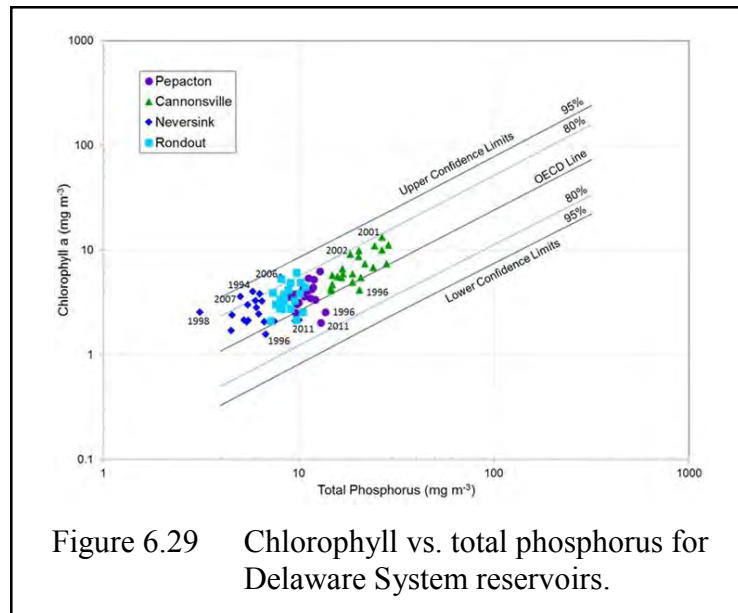 1000
Pepacton
Cannonsville
Neversink
Rondout
95%
80%
Upper Confidence Limits
OECD Line
100
80%
95%
Lower Confidence Limits
Chlorophyll a (mg m-3)
2001
2002
10
2006
1994
2007
1996
1998
1996
2011
2011
1996
1
0.1
1
10
100
1000
Total Phosphorus (mg m-3)
Figure 6.29 Chlorophyll vs. total phosphorus for
Delaware System reservoirs.